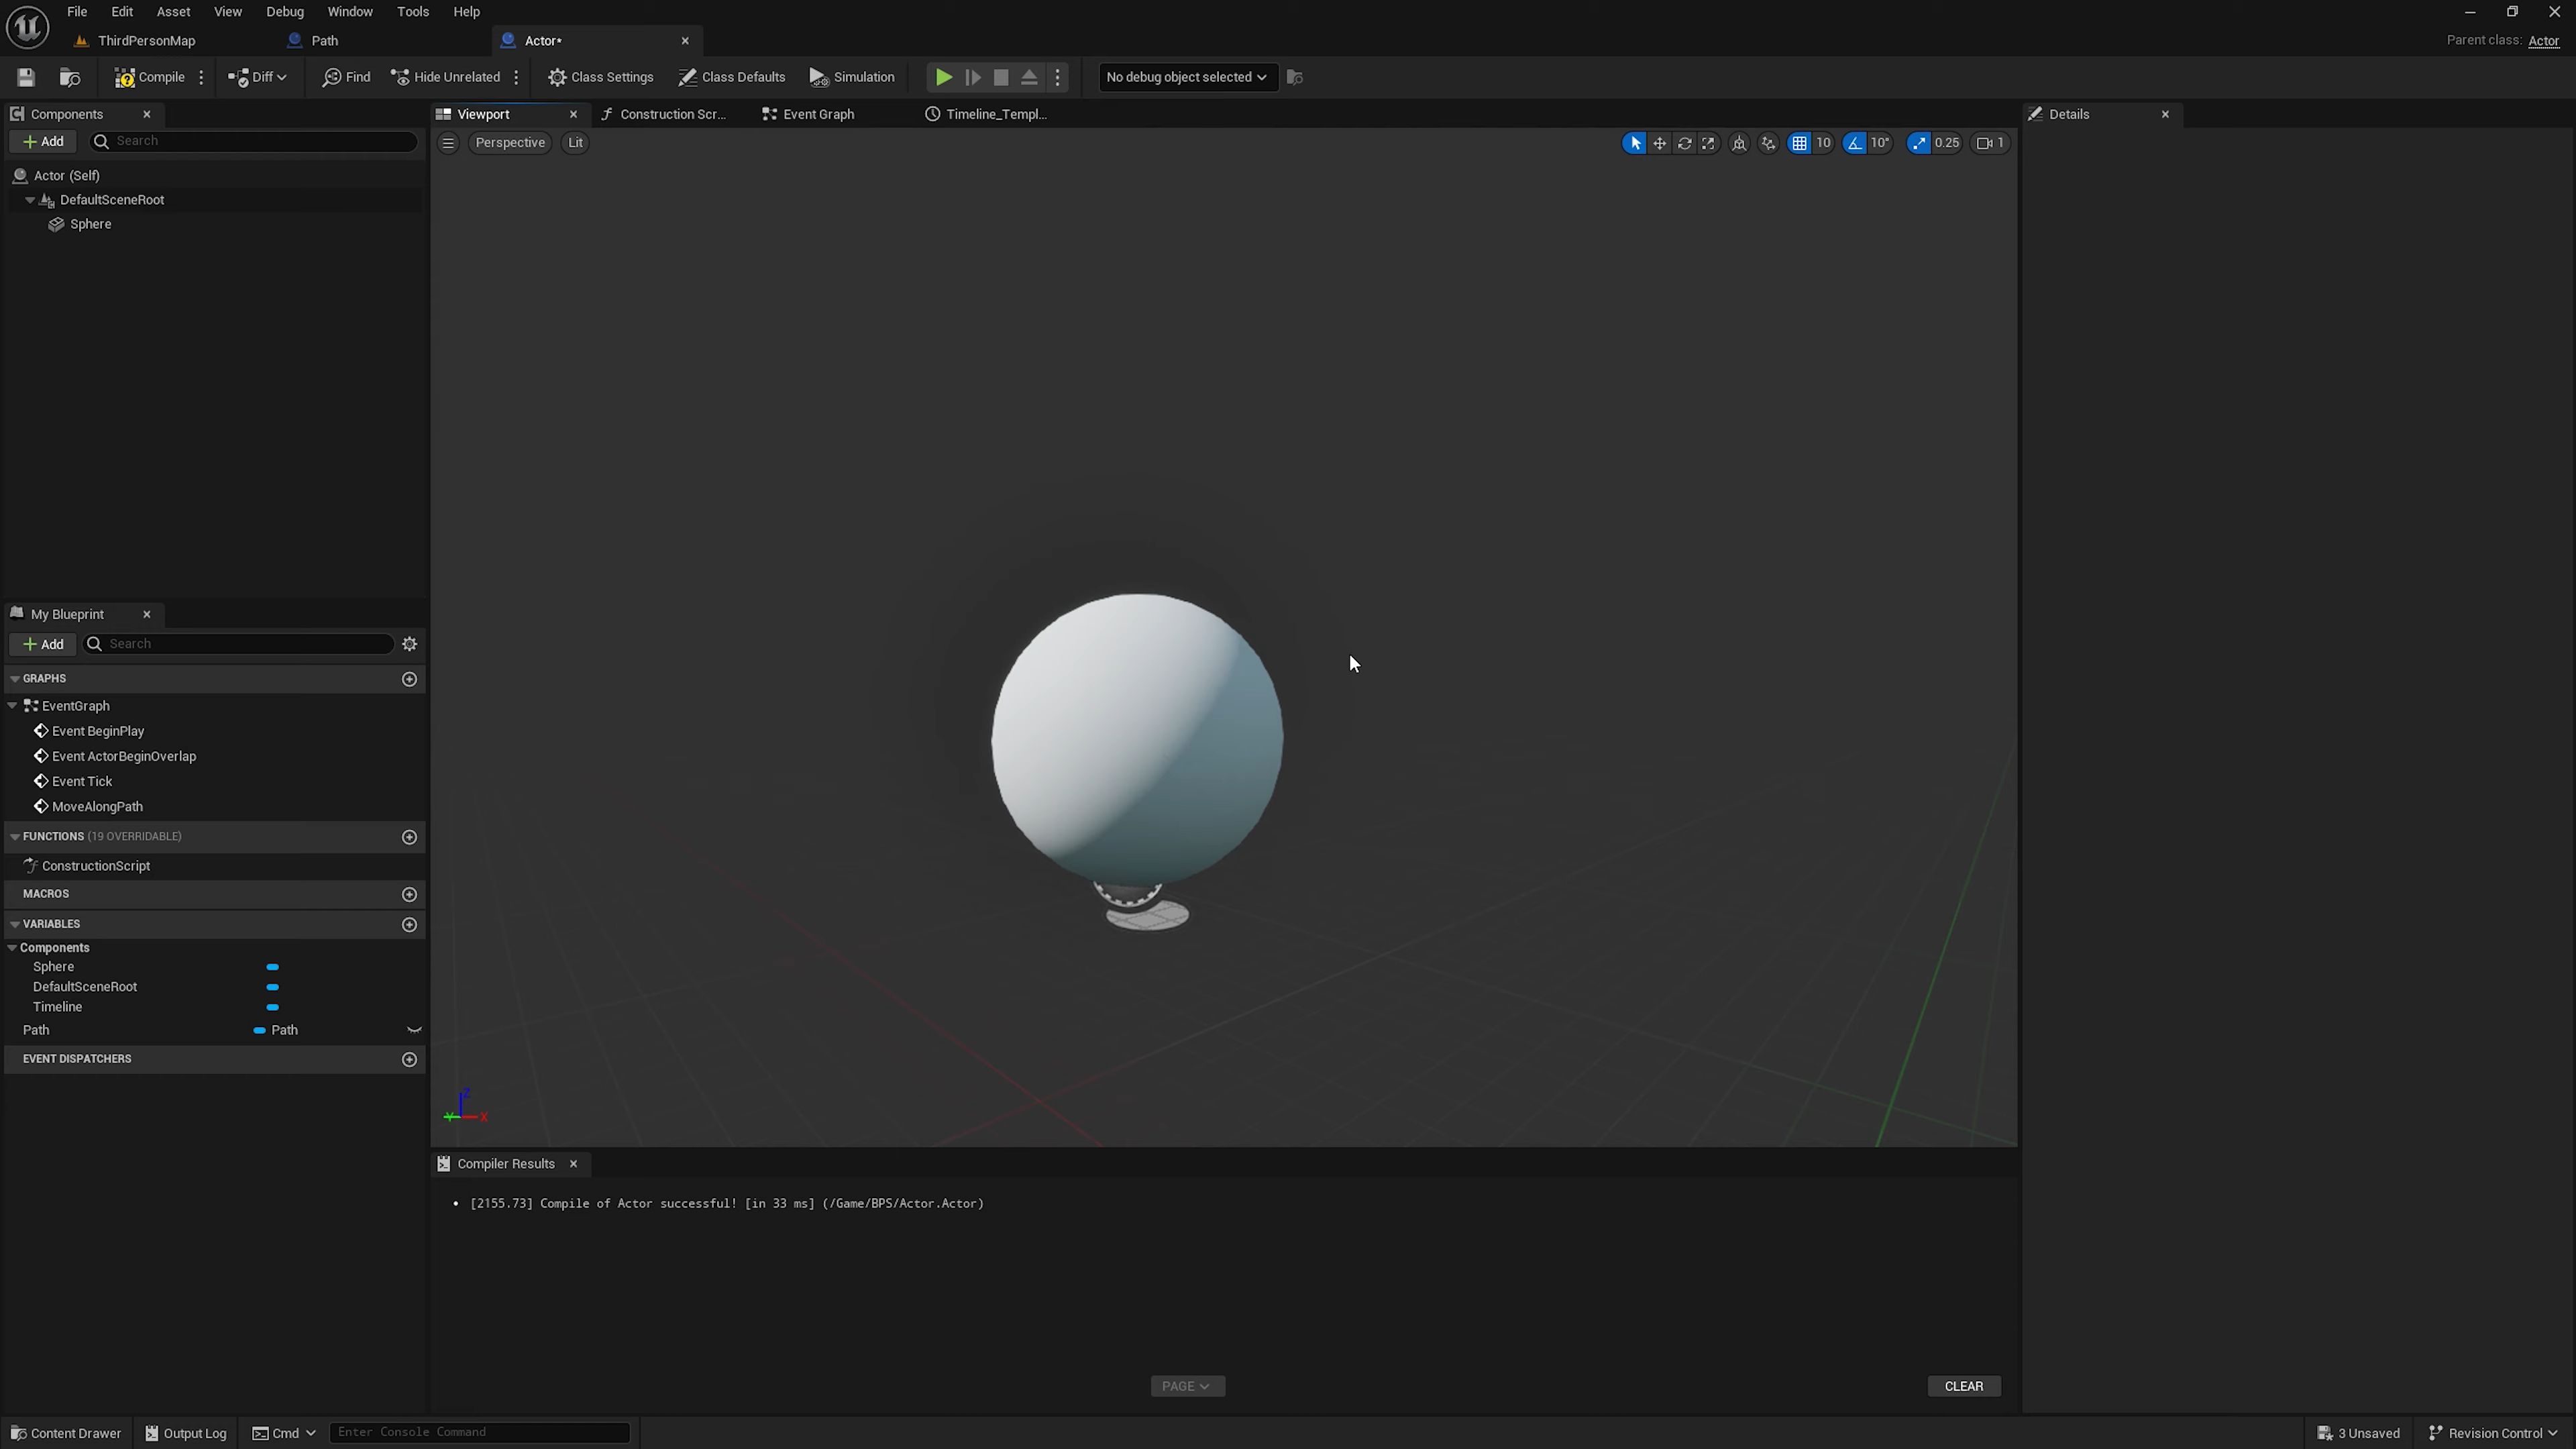 File Edit Asset View Debug Window Tools Help
ThirdPersonMap Path Actor*
Parent class: Actor
Compile Diff Find Hide Unrelated Class Settings Class Defaults Simulation No debug object selected
Components
Viewport Construction Scr... Event Graph Timeline_Templ...
Details
Add Search
Perspective Lit
10 10° 0.25 1
Actor (Self)
DefaultSceneRoot
Sphere
My Blueprint
Add Search
GRAPHS
EventGraph
Event BeginPlay
Event ActorBeginOverlap
Event Tick
MoveAlongPath
FUNCTIONS (19 OVERRIDABLE)
ConstructionScript
MACROS
VARIABLES
Components
Sphere
DefaultSceneRoot
Timeline
Path Path
EVENT DISPATCHERS
Z
Y X
Compiler Results
• [2155.73] Compile of Actor successful! [in 33 ms] (/Game/BPS/Actor.Actor)
PAGE
CLEAR
Content Drawer Output Log Cmd Enter Console Command
3 Unsaved Revision Control